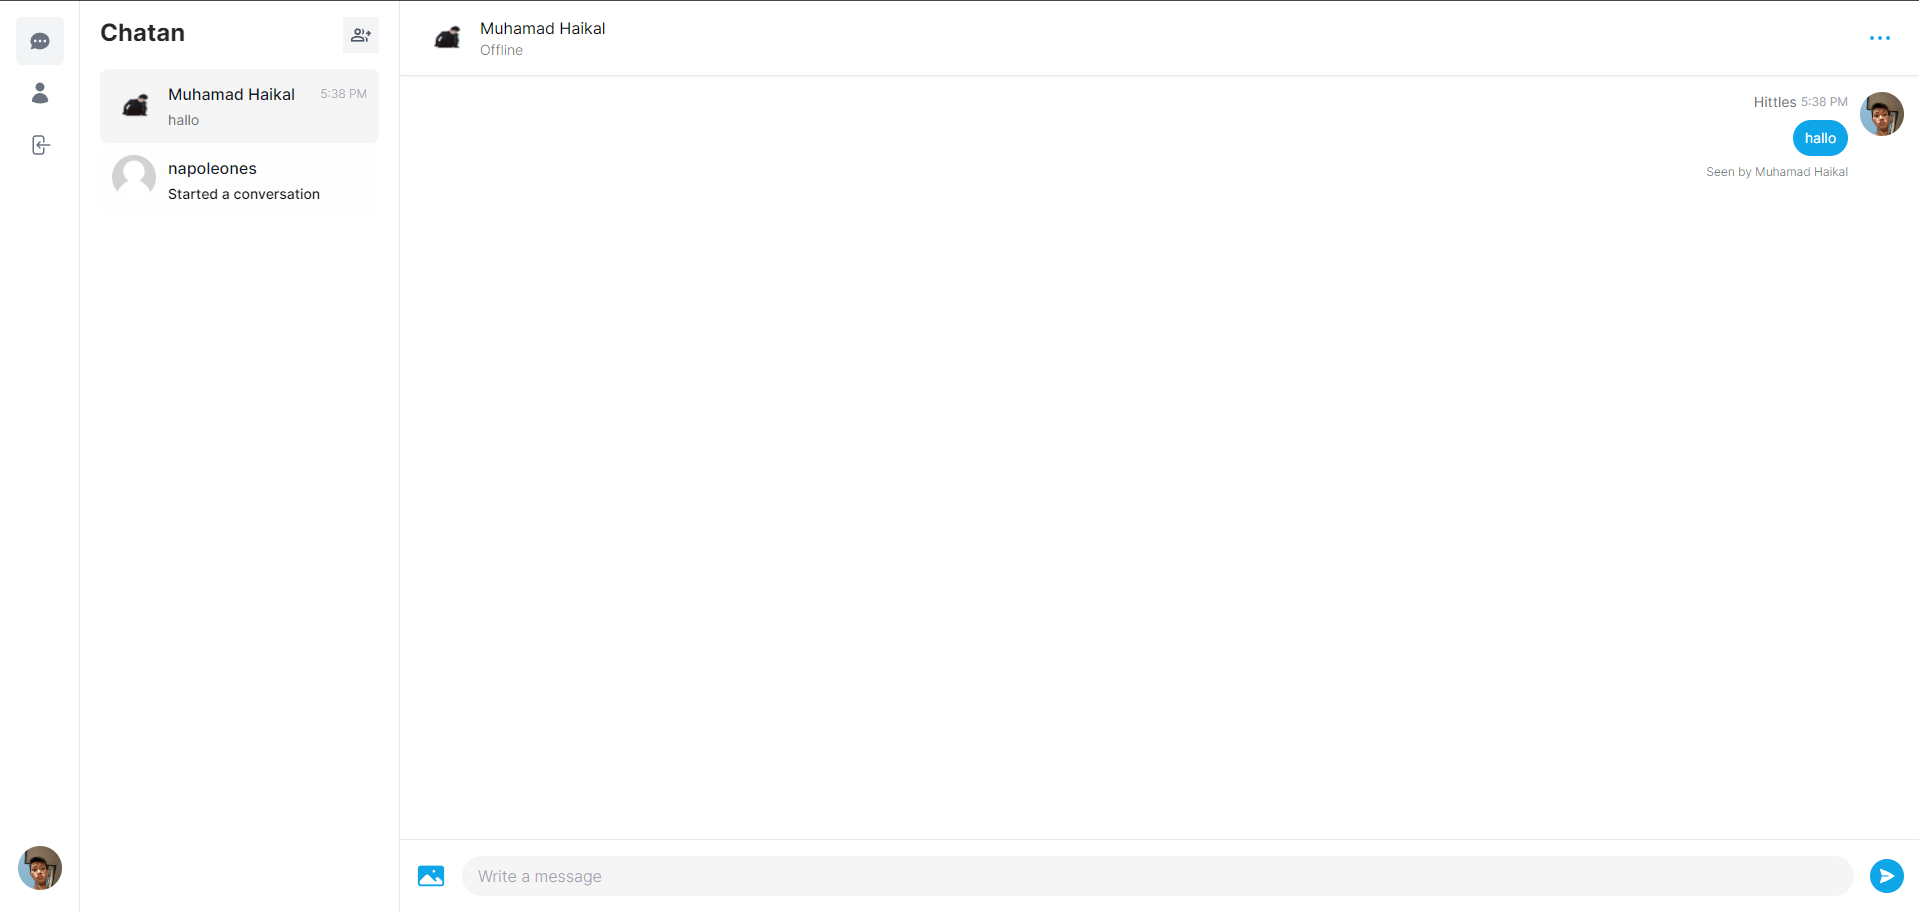 Chatan
Muhamad Haikal 5:38 PM
hallo
napoleones
Started a conversation
Muhamad Haikal
Offline
Hittles 5:38 PM
hallo
Seen by Muhamad Haikal
Write a message